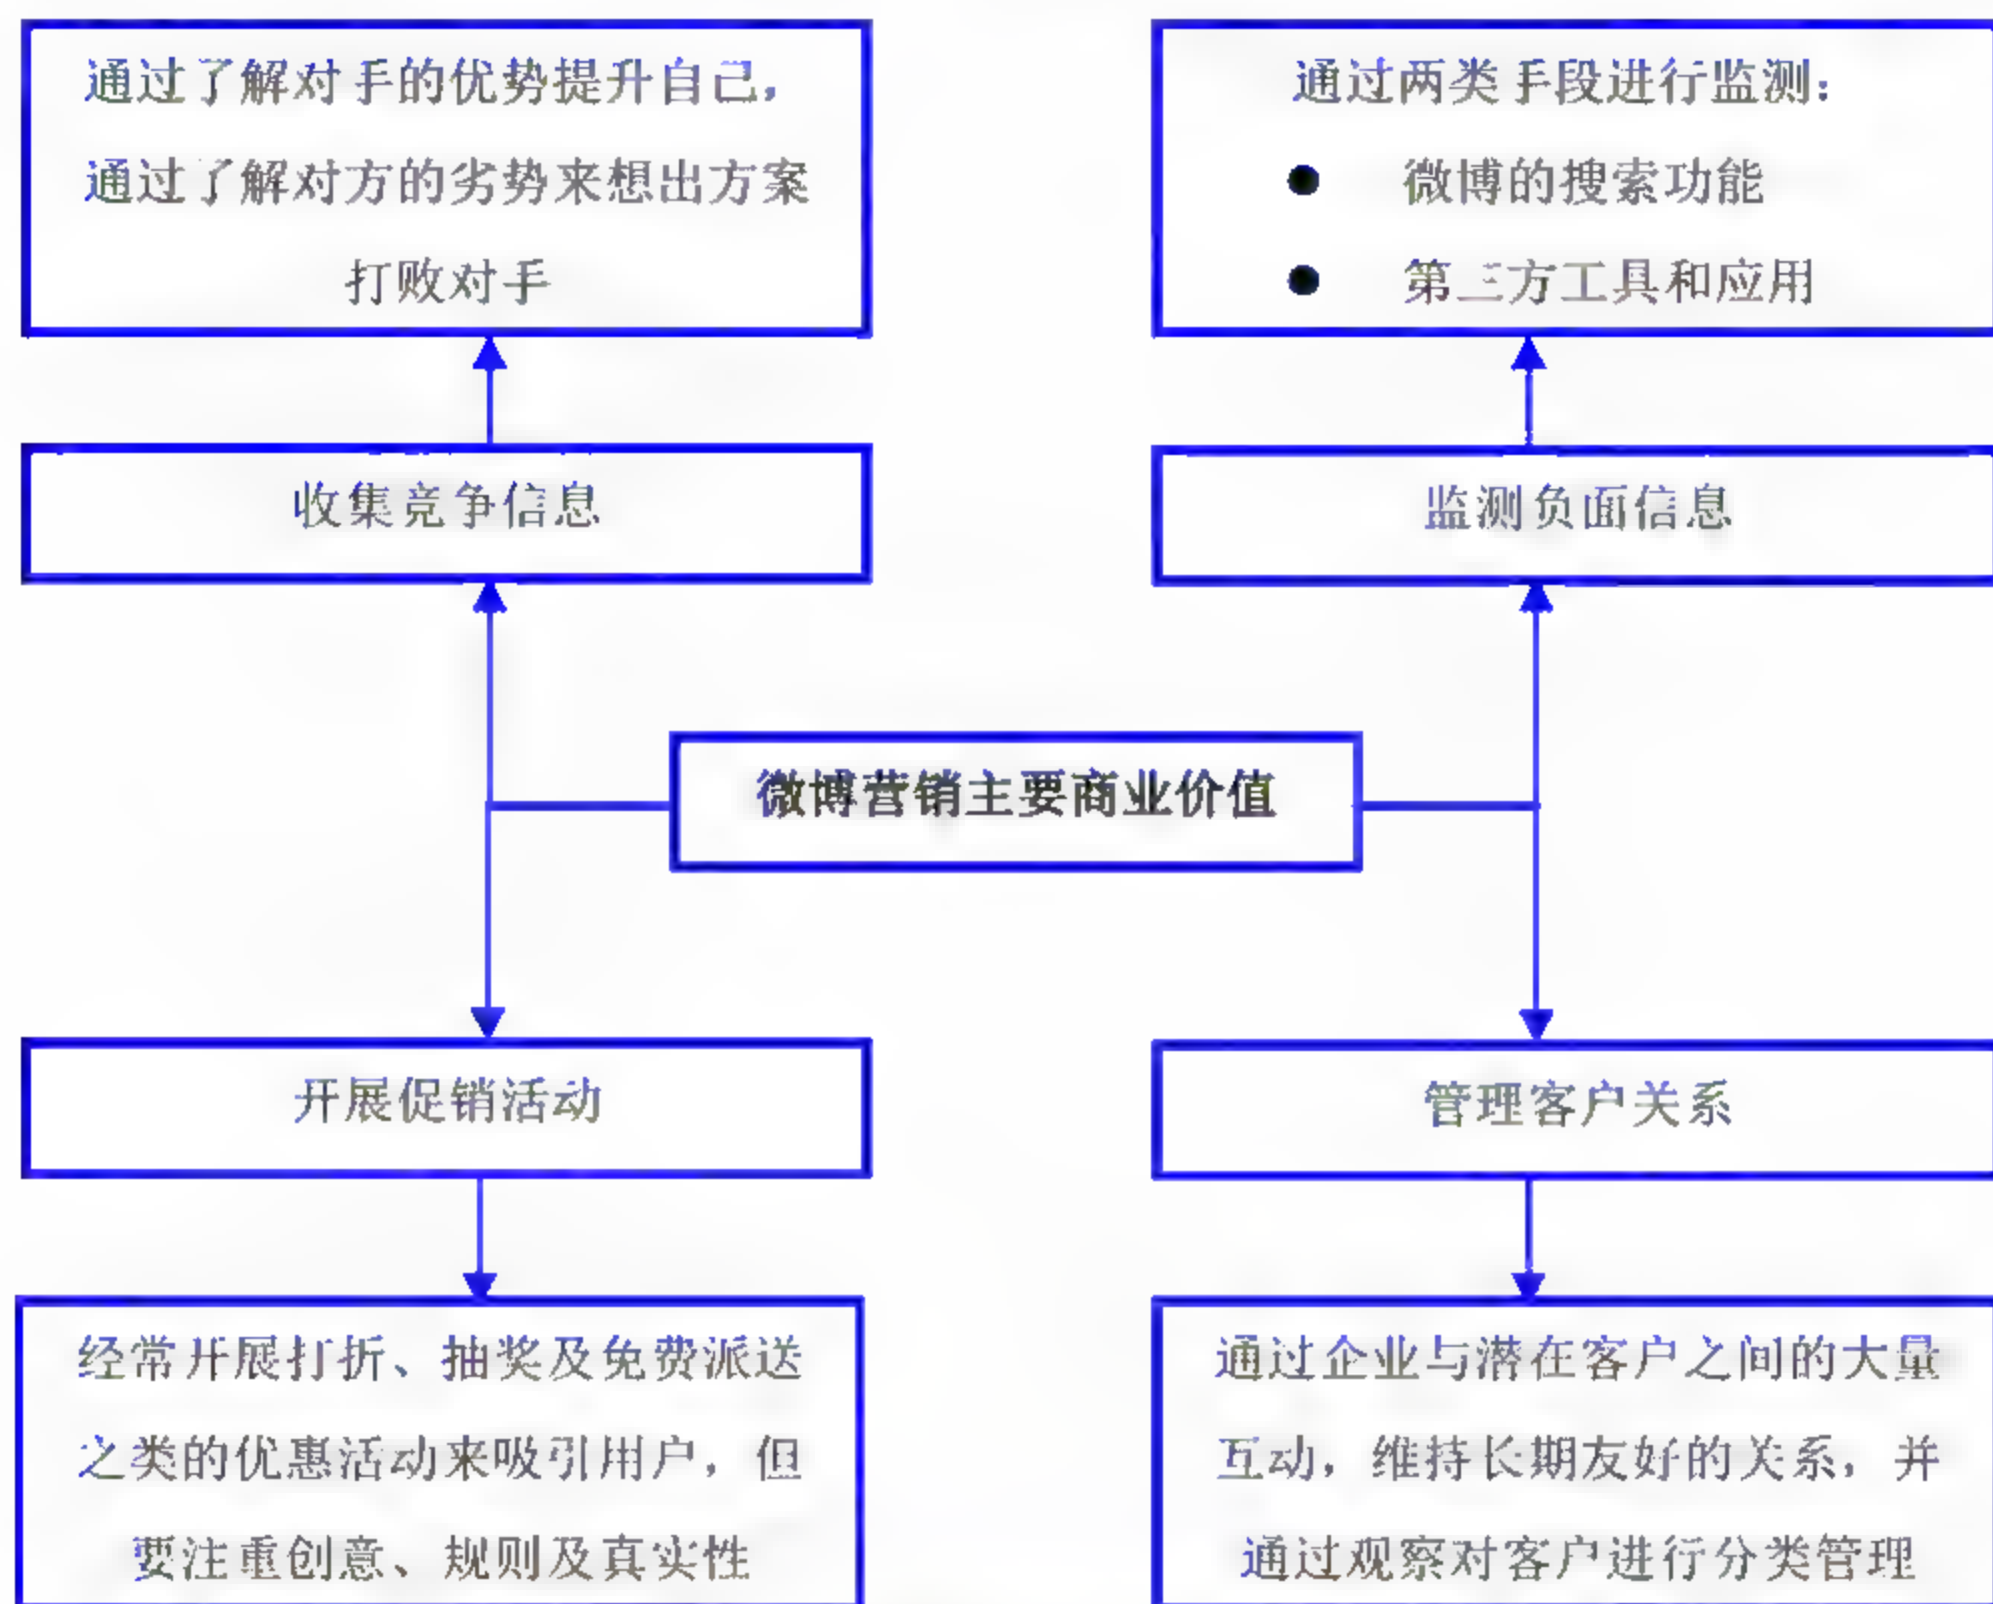 通过了解对手的优势提升自己，
通过了解对方的劣势来想出方案
打败对手
通过两类手段进行监测：
● 微博的搜索功能
● 第三方工具和应用
收集竞争信息
监测负面信息
微博营销主要商业价值
开展促销活动
管理客户关系
经常开展打折、抽奖及免费派送
之类的优惠活动来吸引用户，但
要注重创意、规则及真实性
通过企业与潜在客户之间的大量
互动，维持长期友好的关系，并
通过观察对客户进行分类管理